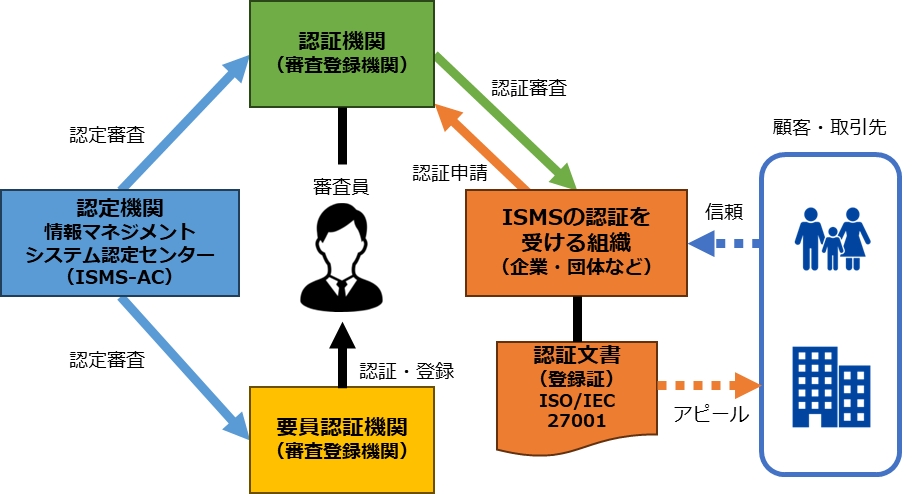 認証機関
（審査登録機関）
認定審査
認証審査
認証申請
審査員
認定機関
情報マネジメント
システム認定センター
（ISMS-AC）
ISMSの認証を
受ける組織
（企業・団体など）
顧客・取引先
信頼
認定審査
認証・登録
要員認証機関
（審査登録機関）
認証文書
（登録証）
ISO/IEC
27001
アピール